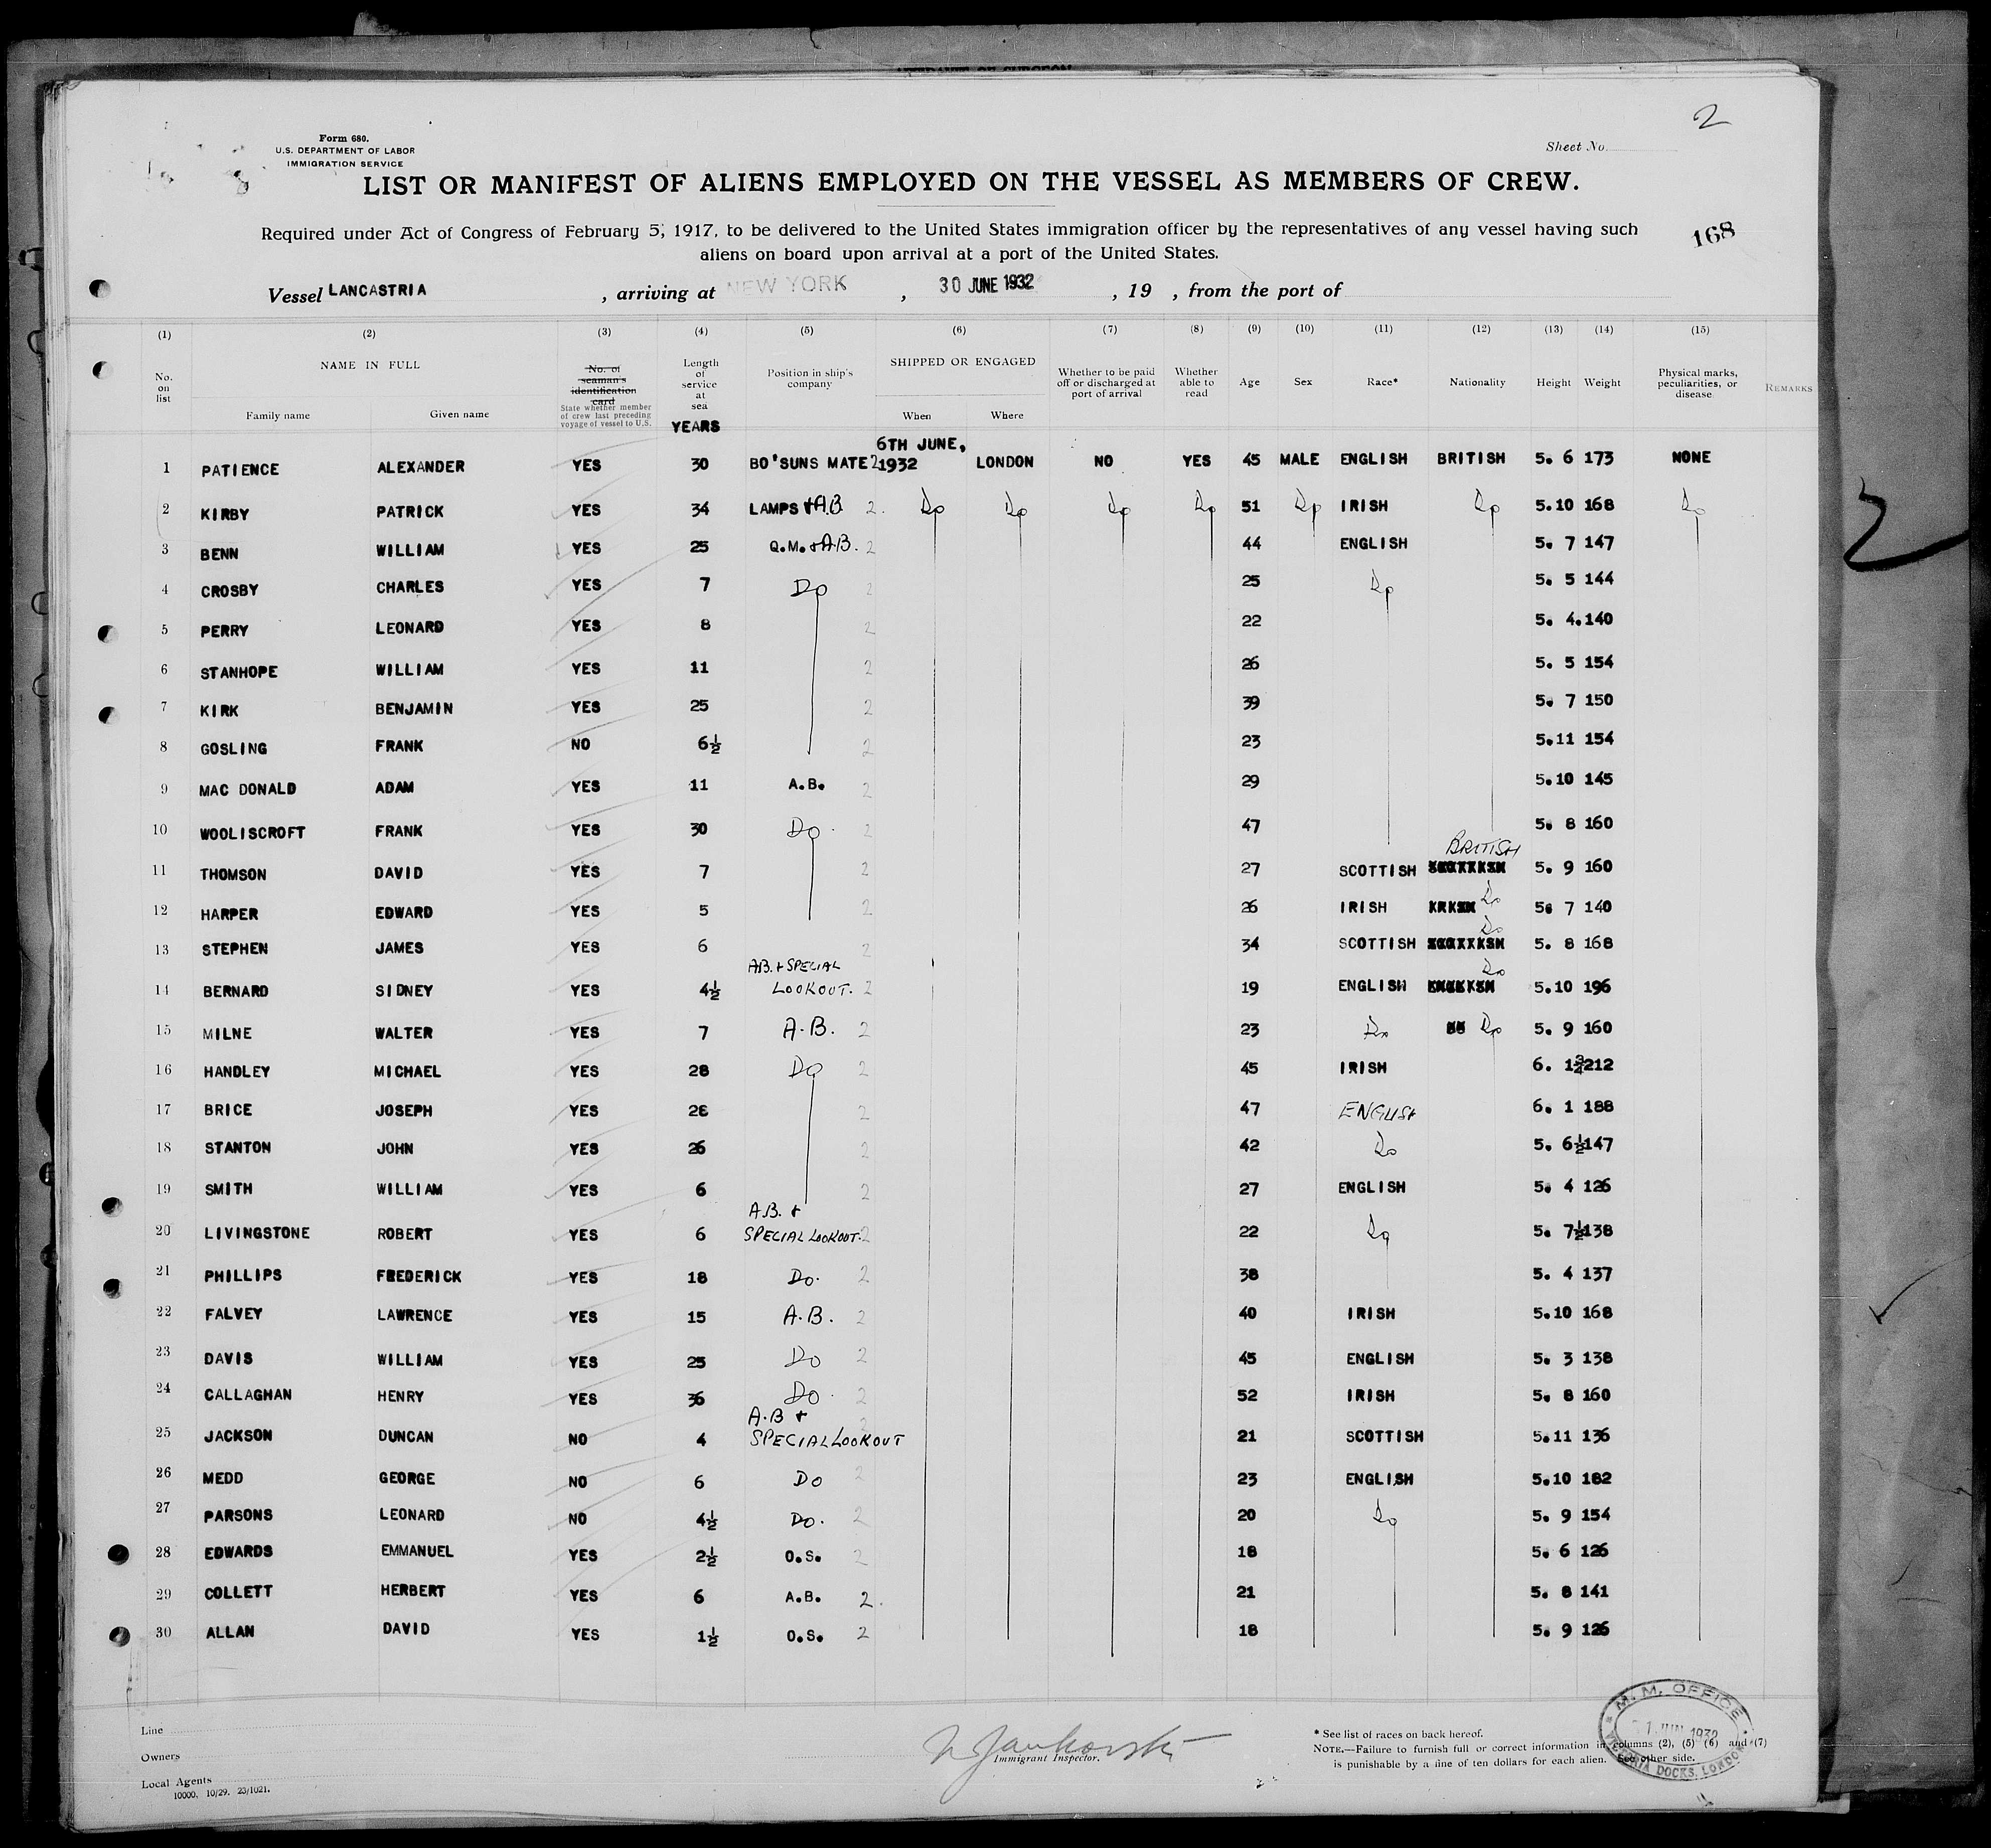 2
Form 680.
U.S. DEPARTMENT OF LABOR
IMMIGRATION SERVICE
Sheet No.
LIST OR MANIFEST OF ALIENS EMPLOYED ON THE VESSEL AS MEMBERS OF CREW.
Required under Act of Congress of February 5, 1917, to be delivered to the United States immigration officer by the representatives of any vessel having such
aliens on board upon arrival at a port of the United States.
168
Vessel LANCASTRIA , arriving at NEW YORK , 30 JUNE 1932 , 19 , from the port of
(1) (2) (3) (4) (5) (6) (7) (8) (9) (10) (11) (12) (13) (14) (15)
No. on list NAME IN FULL Family name Given name No. of seaman's identification card State whether member of crew last preceding voyage of vessel to U.S. Length of service at sea YEARS Position in ship's company SHIPPED OR ENGAGED When Where Whether to be paid off or discharged at port of arrival Whether able to read Age Sex Race* Nationality Height Weight Physical marks, peculiarities, or disease REMARKS
1 PATIENCE ALEXANDER YES 30 BO'SUNS MATE 2 6TH JUNE, 1932 LONDON NO YES 45 MALE ENGLISH BRITISH 5. 6 173 NONE
2 KIRBY PATRICK YES 34 LAMPS + A.B 2. Do Do Do Do 51 Do IRISH Do 5.10 168 Do
3 BENN WILLIAM YES 25 Q.M. + A.B. 2 44 ENGLISH 5. 7 147
4 CROSBY CHARLES YES 7 Do 2 25 Do 5. 5 144
5 PERRY LEONARD YES 8 2 22 5. 4. 140
6 STANHOPE WILLIAM YES 11 2 26 5. 5 154
7 KIRK BENJAMIN YES 25 2 39 5. 7 150
8 GOSLING FRANK NO 6½ 2 23 5.11 154
9 MAC DONALD ADAM YES 11 A.B. 2 29 5.10 145
10 WOOLISCROFT FRANK YES 30 Do. 2 47 5. 8 160
11 THOMSON DAVID YES 7 2 27 SCOTTISH BRITISH 5. 9 160
12 HARPER EDWARD YES 5 2 26 IRISH Do 5. 7 140
13 STEPHEN JAMES YES 6 2 34 SCOTTISH Do 5. 8 168
14 BERNARD SIDNEY YES 4½ A.B. + SPECIAL LOOKOUT. 2 19 ENGLISH Do 5.10 196
15 MILNE WALTER YES 7 A.B. 2 23 Do Do 5. 9 160
16 HANDLEY MICHAEL YES 28 Do 2 45 IRISH 6. 1¾ 212
17 BRICE JOSEPH YES 28 2 47 ENGLISH 6. 1 188
18 STANTON JOHN YES 26 2 42 Do 5. 6½ 147
19 SMITH WILLIAM YES 6 2 27 ENGLISH 5. 4 126
20 LIVINGSTONE ROBERT YES 6 A.B. + SPECIAL LOOKOUT. 2 22 Do 5. 7½ 138
21 PHILLIPS FREDERICK YES 18 Do. 2 38 5. 4 137
22 FALVEY LAWRENCE YES 15 A.B. 2 40 IRISH 5.10 168
23 DAVIS WILLIAM YES 25 Do 2 45 ENGLISH 5. 3 138
24 CALLAGHAN HENRY YES 36 Do. 2 52 IRISH 5. 8 160
25 JACKSON DUNCAN NO 4 A.B + SPECIAL LOOKOUT 2 21 SCOTTISH 5.11 136
26 MEDD GEORGE NO 6 Do 2 23 ENGLISH 5.10 182
27 PARSONS LEONARD NO 4½ Do. 2 20 Do 5. 9 154
28 EDWARDS EMMANUEL YES 2½ O.S. 2 18 5. 6 126
29 COLLETT HERBERT YES 6 A.B. 2. 21 5. 8 141
30 ALLAN DAVID YES 1½ O.S. 2 18 5. 9 126
2
Line
Owners
Local Agents
10000, 10/29. 23/1021.
Immigrant Inspector.
* See list of races on back hereof.
NOTE.—Failure to furnish full or correct information in columns (2), (5) (6) and (7)
is punishable by a fine of ten dollars for each alien. See other side.
M. M. OFFICE
1 JUN 1932
VICTORIA DOCKS, LONDON